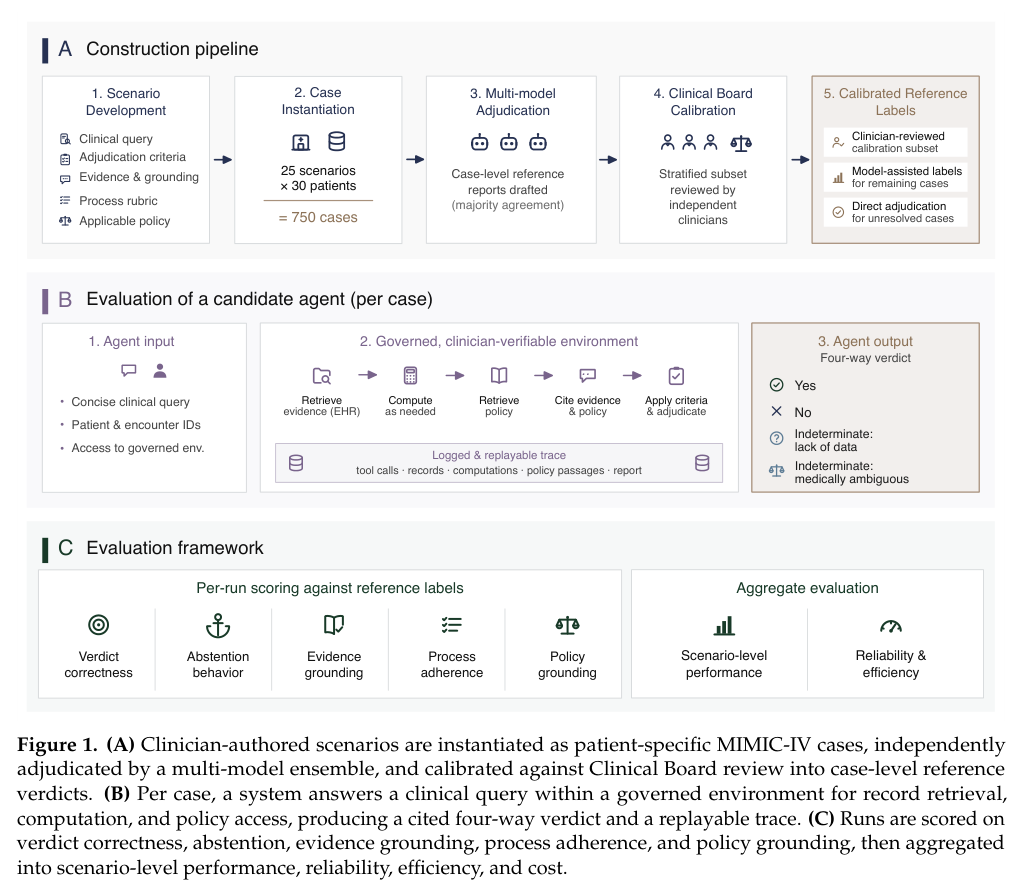 A Construction pipeline
1. Scenario
Development
Clinical query
Adjudication criteria
Evidence & grounding
Process rubric
Applicable policy
2. Case
Instantiation
25 scenarios
× 30 patients
= 750 cases
3. Multi-model
Adjudication
Case-level reference
reports drafted
(majority agreement)
4. Clinical Board
Calibration
Stratified subset
reviewed by
independent
clinicians
5. Calibrated Reference
Labels
Clinician-reviewed
calibration subset
Model-assisted labels
for remaining cases
Direct adjudication
for unresolved cases
B Evaluation of a candidate agent (per case)
1. Agent input
• Concise clinical query
• Patient & encounter IDs
• Access to governed env.
2. Governed, clinician-verifiable environment
Retrieve
evidence (EHR)
Compute
as needed
Retrieve
policy
Cite evidence
& policy
Apply criteria
& adjudicate
Logged & replayable trace
tool calls · records · computations · policy passages · report
3. Agent output
Four-way verdict
Yes
No
Indeterminate:
lack of data
Indeterminate:
medically ambiguous
C Evaluation framework
Per-run scoring against reference labels
Verdict
correctness
Abstention
behavior
Evidence
grounding
Process
adherence
Policy
grounding
Aggregate evaluation
Scenario-level
performance
Reliability &
efficiency
Figure 1. (A) Clinician-authored scenarios are instantiated as patient-specific MIMIC-IV cases, independently
adjudicated by a multi-model ensemble, and calibrated against Clinical Board review into case-level reference
verdicts. (B) Per case, a system answers a clinical query within a governed environment for record retrieval,
computation, and policy access, producing a cited four-way verdict and a replayable trace. (C) Runs are scored on
verdict correctness, abstention, evidence grounding, process adherence, and policy grounding, then aggregated
into scenario-level performance, reliability, efficiency, and cost.